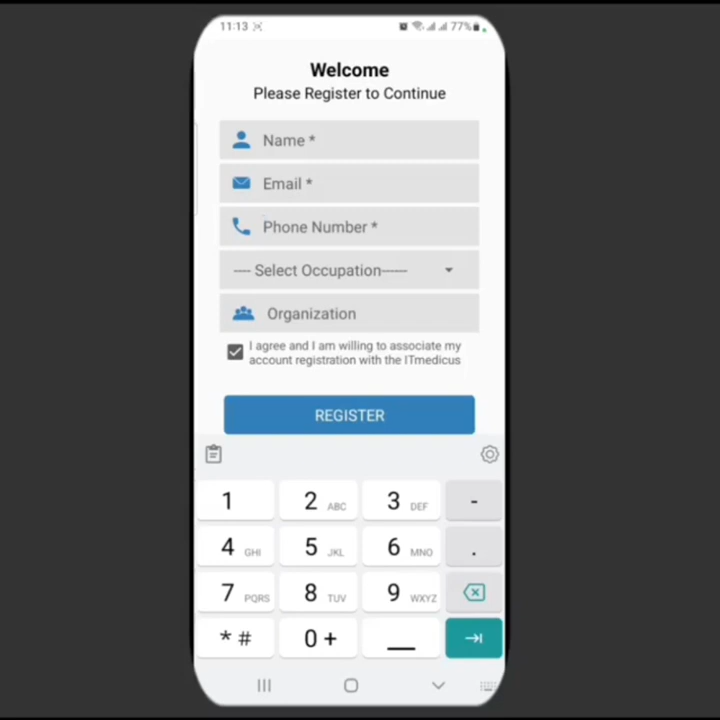 11:13 77%
Welcome
Please Register to Continue
Name *
Email *
Phone Number *
---- Select Occupation------
Organization
I agree and I am willing to associate my
account registration with the ITmedicus
REGISTER
1 2 ABC 3 DEF -
4 GHI 5 JKL 6 MNO .
7 PQRS 8 TUV 9 WXYZ
* # 0 +